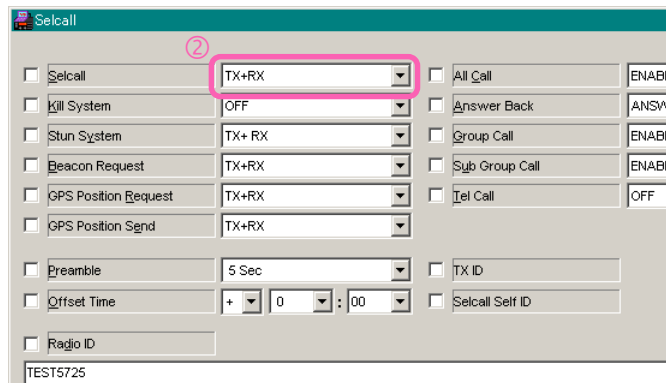 Selcall
②
Selcall TX+RX All Call ENABL
Kill System OFF Answer Back ANSW
Stun System TX+ RX Group Call ENABL
Beacon Request TX+RX Sub Group Call ENABL
GPS Position Request TX+RX Tel Call OFF
GPS Position Send TX+RX
Preamble 5 Sec TX ID
Offset Time + 0 : 00 Selcall Self ID
Radio ID
TEST5725